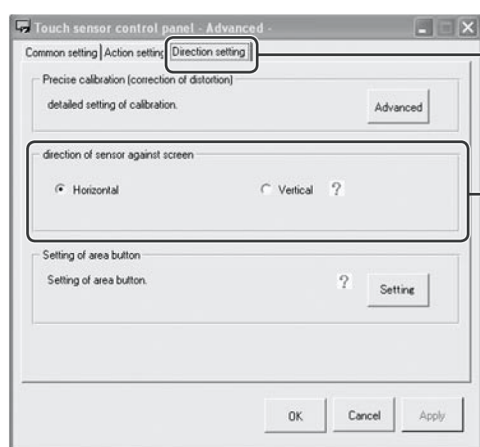 Touch sensor control panel - Advanced -
Common setting Action setting Direction setting
Precise calibration (correction of distortion)
detailed setting of calibration.
Advanced
direction of sensor against screen
Horizontal Vertical ?
Setting of area button
Setting of area button. ?
Setting
OK Cancel Apply